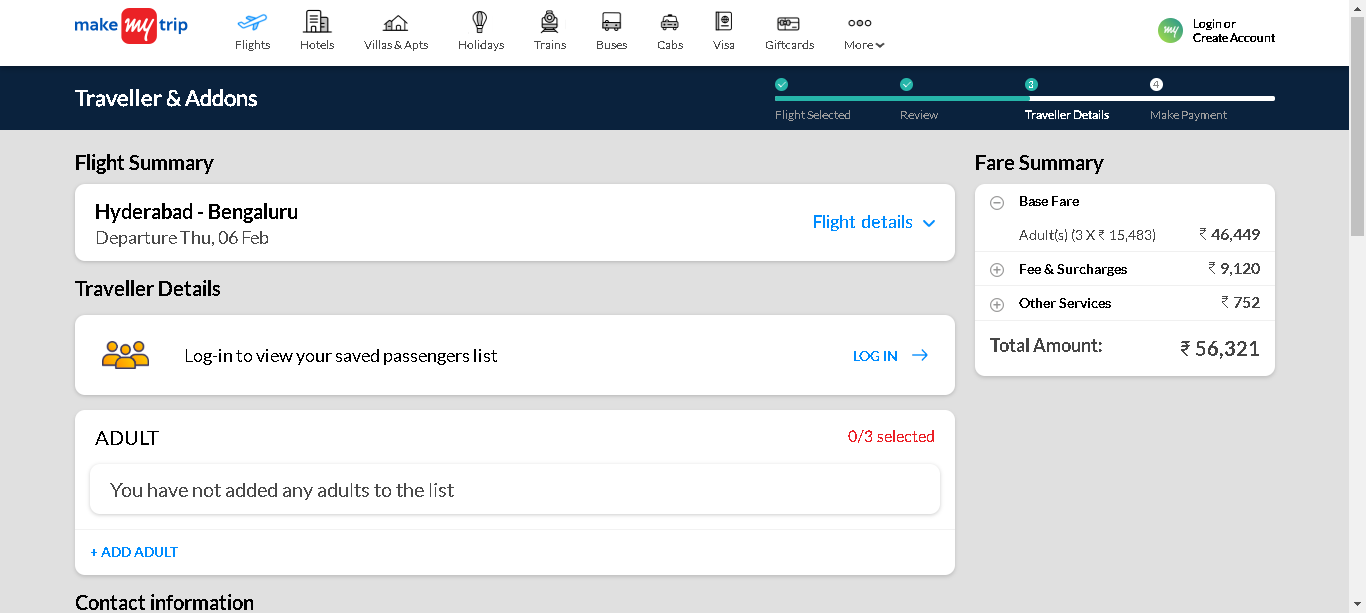 make my trip
Flights
Hotels
Villas & Apts
Holidays
Trains
Buses
Cabs
Visa
Giftcards
More
my
Login or
Create Account
Traveller & Addons
3
4
Flight Selected
Review
Traveller Details
Make Payment
Flight Summary
Hyderabad - Bengaluru
Departure Thu, 06 Feb
Flight details
Traveller Details
Log-in to view your saved passengers list
LOG IN
ADULT
0/3 selected
You have not added any adults to the list
+ ADD ADULT
Contact information
Fare Summary
Base Fare
Adult(s) (3 X ₹ 15,483) ₹ 46,449
Fee & Surcharges ₹ 9,120
Other Services ₹ 752
Total Amount: ₹ 56,321